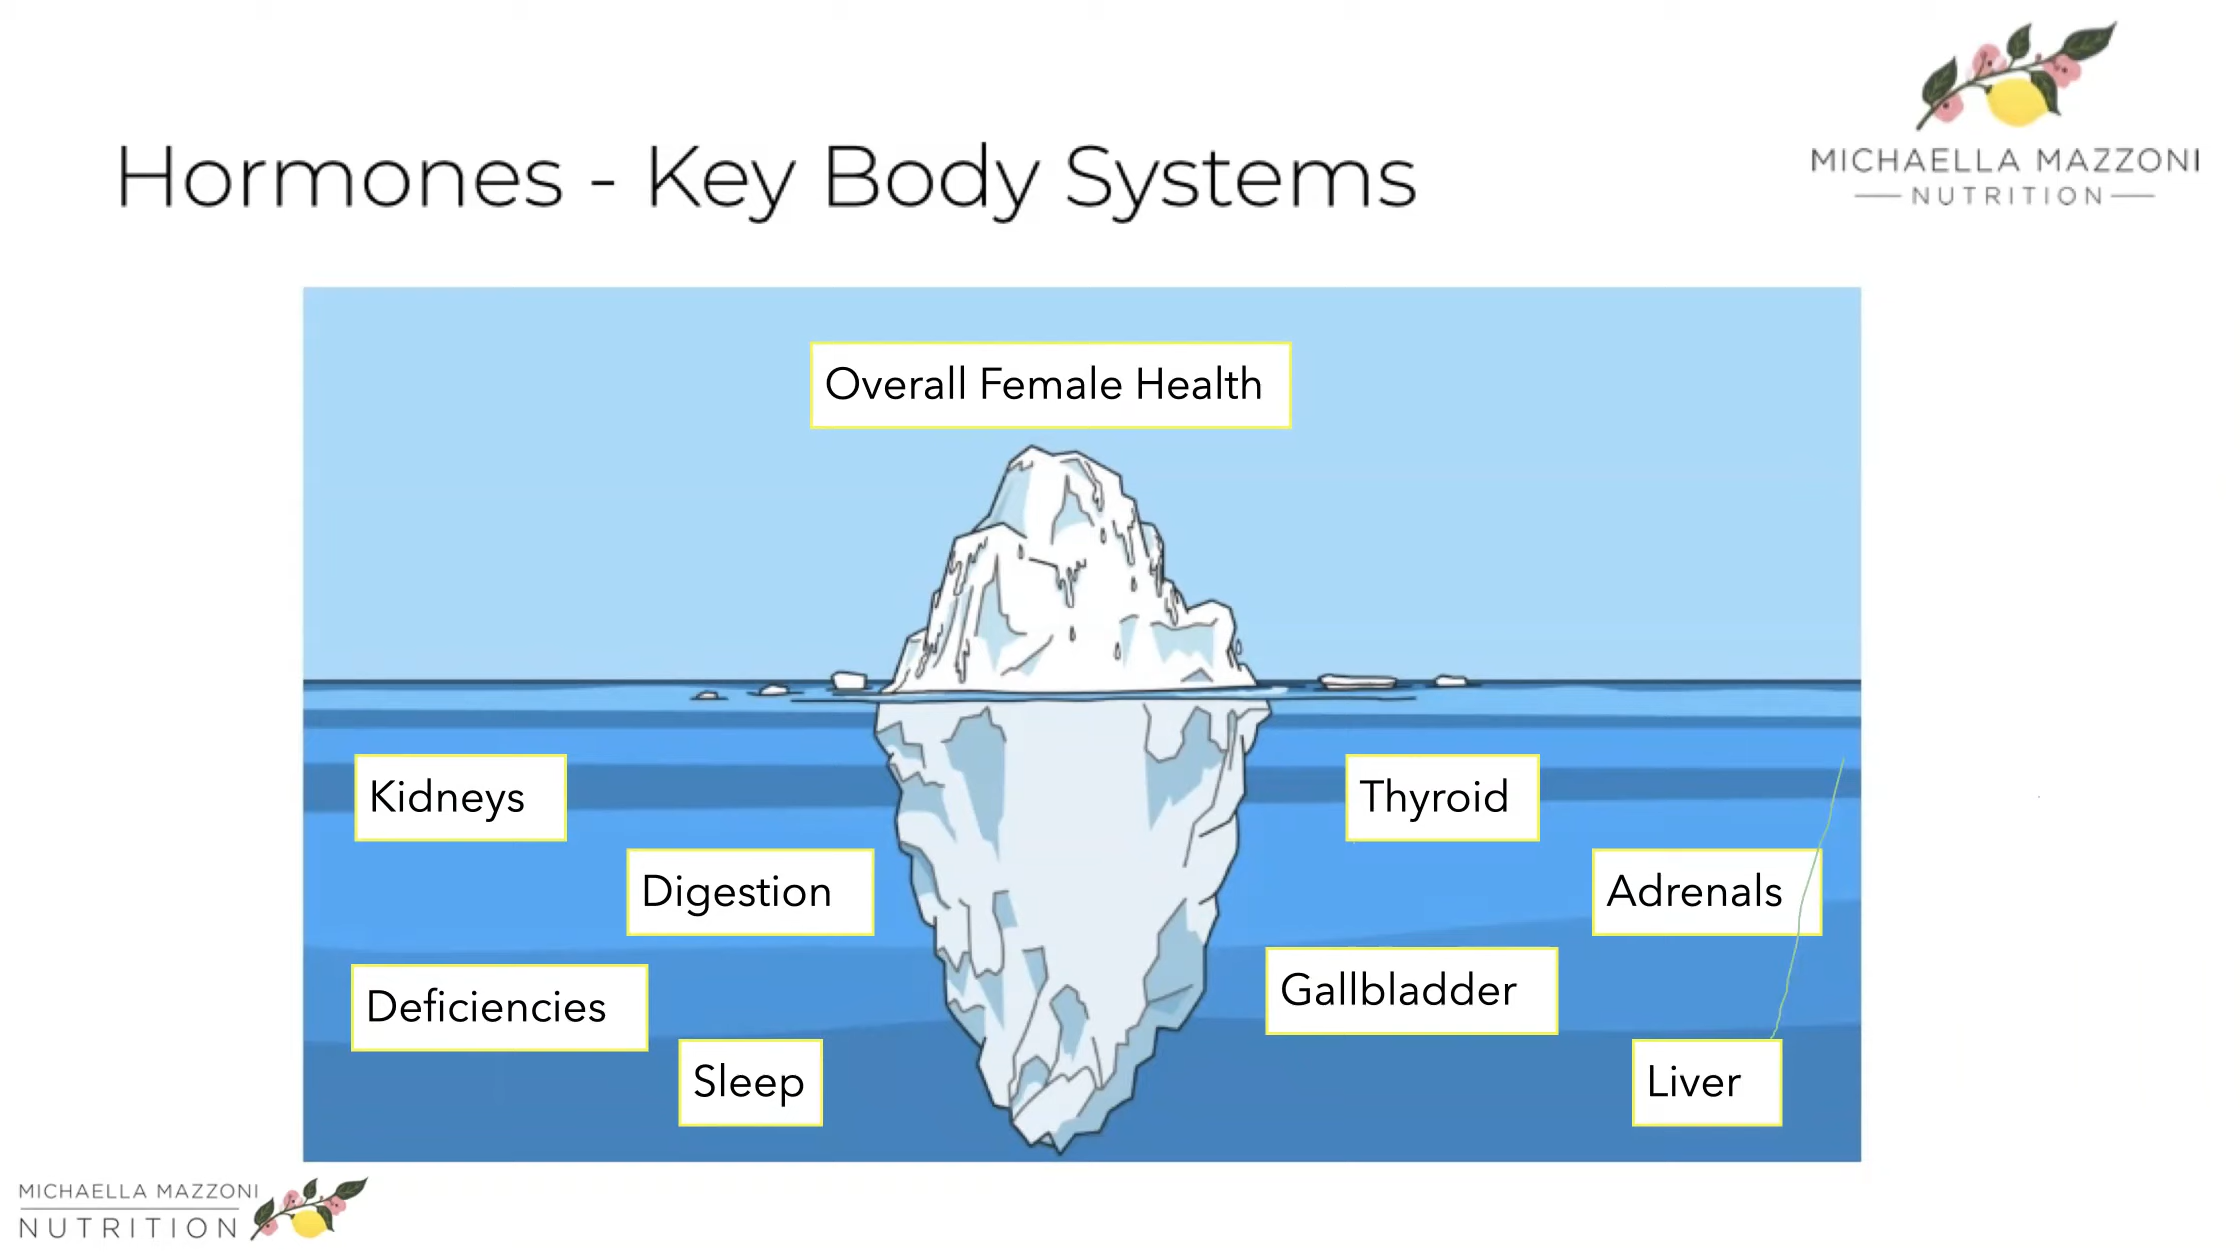 MICHAELLA MAZZONI
NUTRITION
Hormones - Key Body Systems
Overall Female Health
Kidneys
Thyroid
Digestion
Adrenals
Deficiencies
Gallbladder
Sleep
Liver
MICHAELLA MAZZONI
NUTRITION